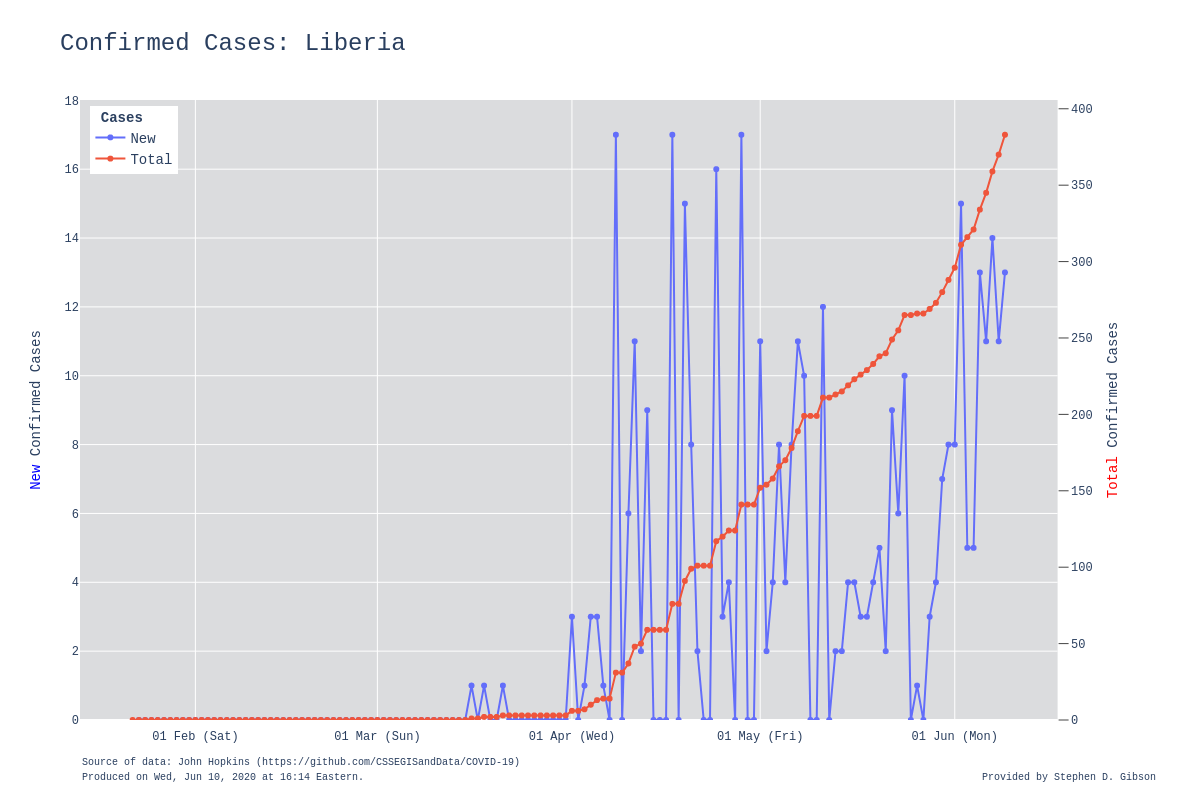 Confirmed Cases: Liberia
Cases
New
Total
18
16
14
12
10
8
6
4
2
0
400
350
300
250
200
150
100
50
0
New Confirmed Cases
Total Confirmed Cases
01 Feb (Sat)
01 Mar (Sun)
01 Apr (Wed)
01 May (Fri)
01 Jun (Mon)
Source of data: John Hopkins (https://github.com/CSSEGISandData/COVID-19)
Produced on Wed, Jun 10, 2020 at 16:14 Eastern.
Provided by Stephen D. Gibson